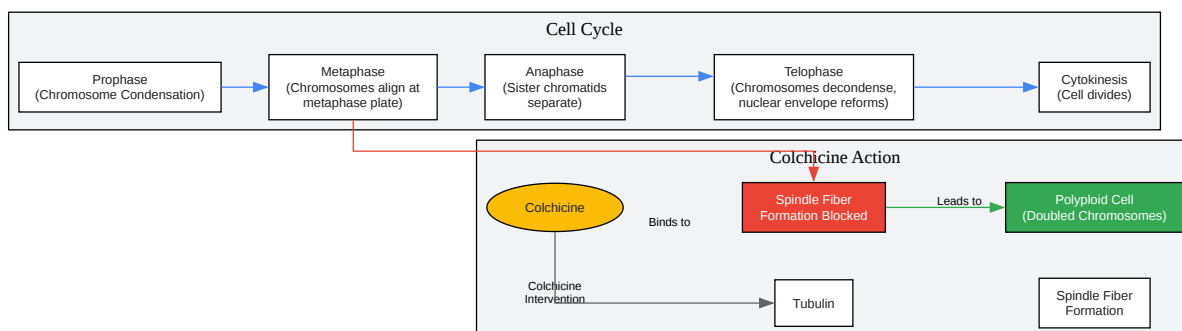 Cell Cycle
Prophase
(Chromosome Condensation)
Metaphase
(Chromosomes align at
metaphase plate)
Anaphase
(Sister chromatids
separate)
Telophase
(Chromosomes decondense,
nuclear envelope reforms)
Cytokinesis
(Cell divides)
Colchicine Action
Colchicine
Binds to
Spindle Fiber
Formation Blocked
Leads to
Polyploid Cell
(Doubled Chromosomes)
Colchicine
Intervention
Tubulin
Spindle Fiber
Formation